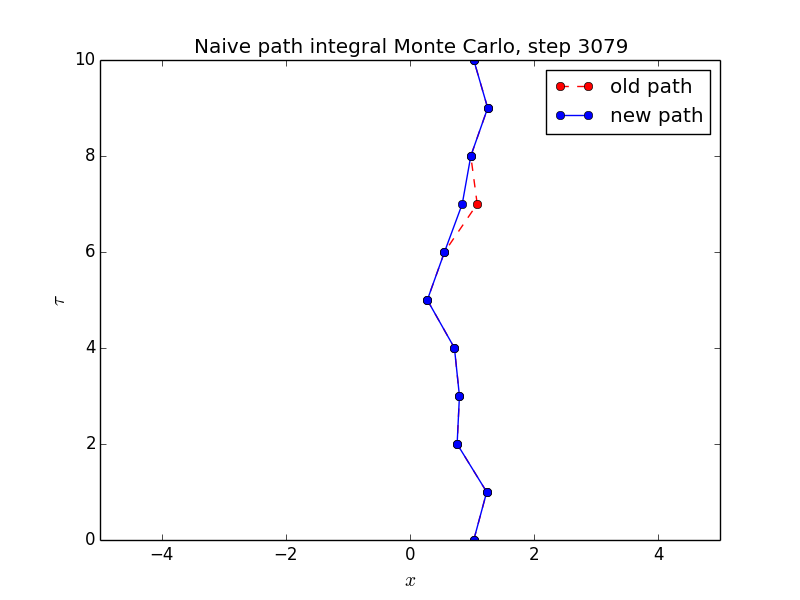 Naive path integral Monte Carlo, step 3079
old path
new path
10
8
6
4
2
0
τ
−4 −2 0 2 4
x